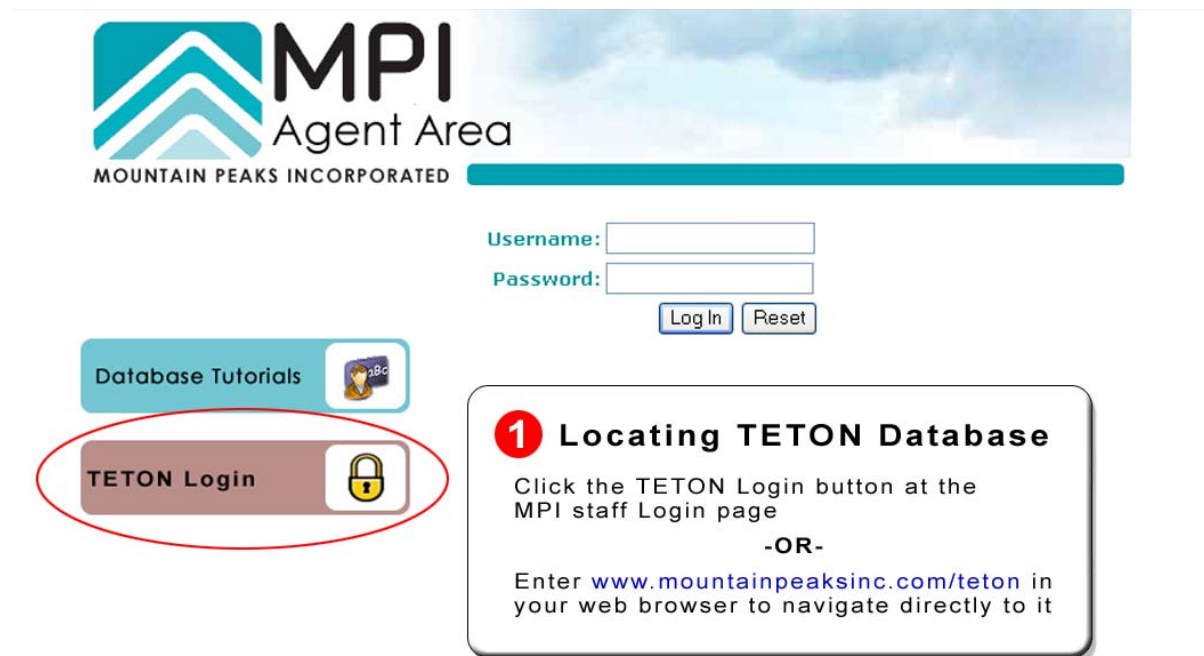 MPI
Agent Area
MOUNTAIN PEAKS INCORPORATED
Username:
Password:
Log In Reset
Database Tutorials
aBc
TETON Login
1 Locating TETON Database
Click the TETON Login button at the
MPI staff Login page
-OR-
Enter www.mountainpeaksinc.com/teton in
your web browser to navigate directly to it